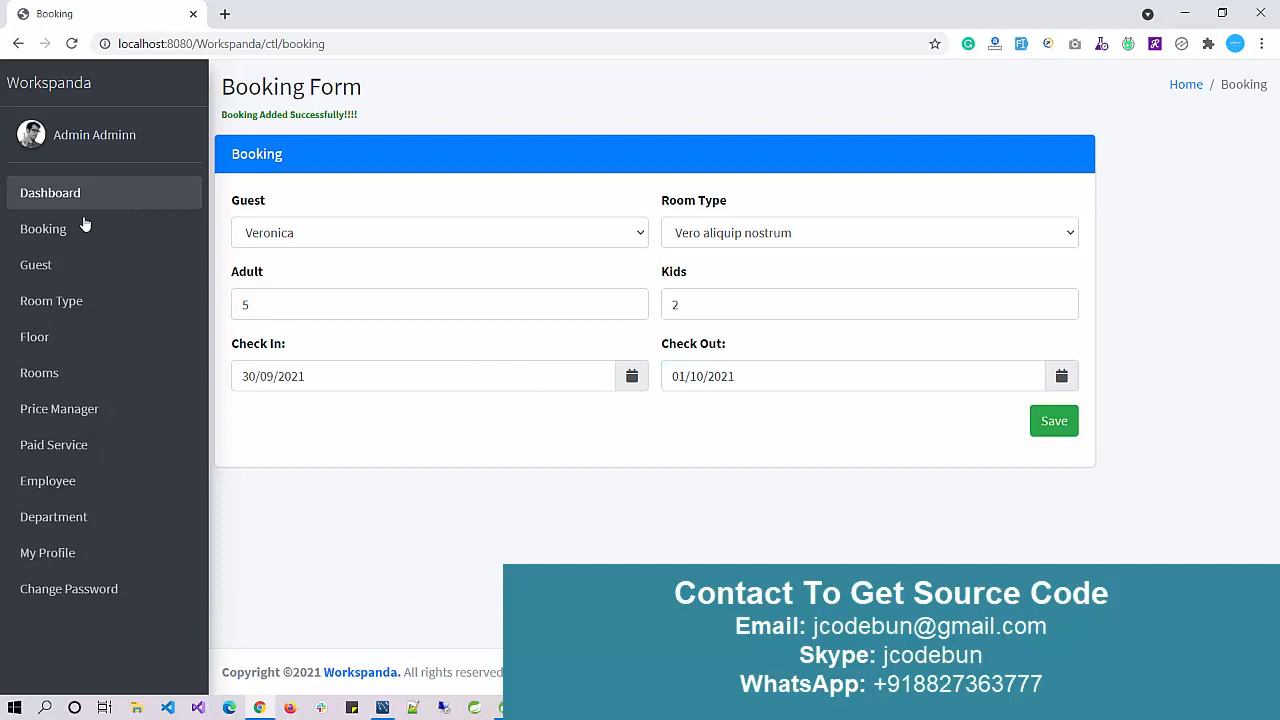 Booking
localhost:8080/Workspanda/ctl/booking
Workspanda
Admin Adminn
Dashboard
Booking
Guest
Room Type
Floor
Rooms
Price Manager
Paid Service
Employee
Department
My Profile
Change Password
Booking Form
Home / Booking
Booking Added Successfully!!!!
Booking
Guest
Room Type
Veronica
Vero aliquip nostrum
Adult
Kids
5
2
Check In:
Check Out:
30/09/2021
01/10/2021
Save
Copyright ©2021 Workspanda. All rights reserved
Contact To Get Source Code
Email: jcodebun@gmail.com
Skype: jcodebun
WhatsApp: +918827363777